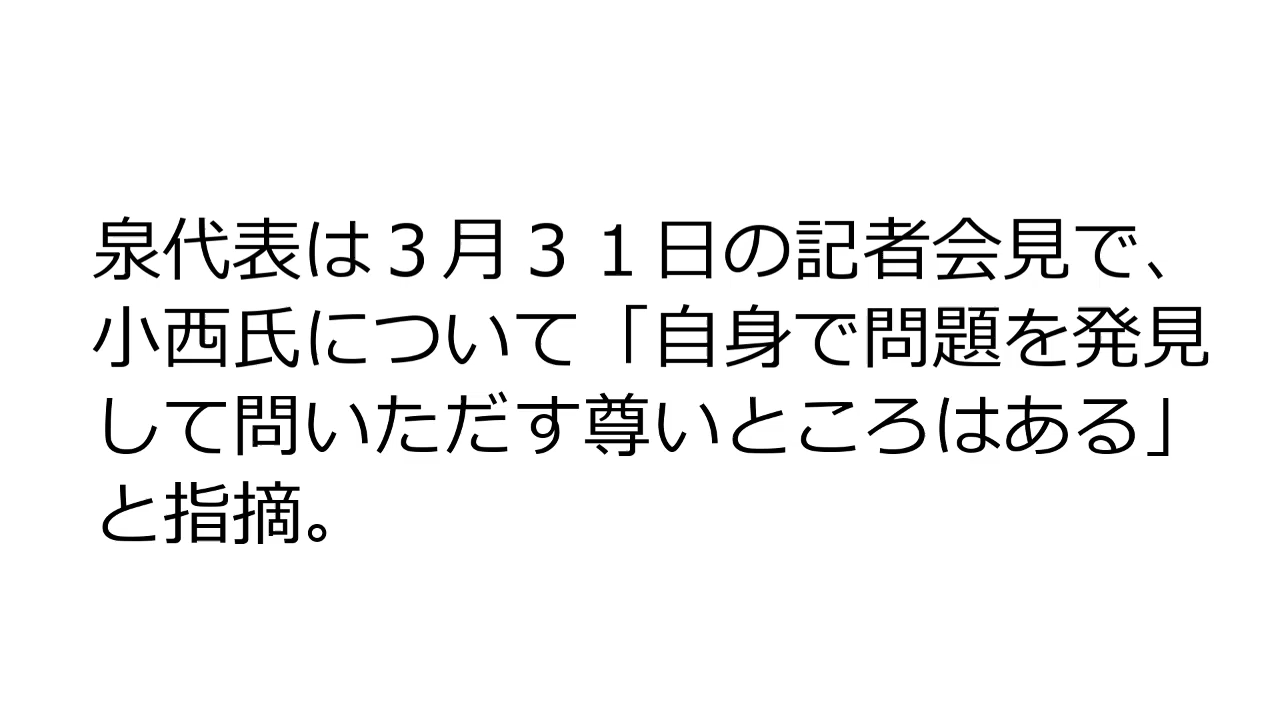 泉代表は３月３１日の記者会見で、
小西氏について「自身で問題を発見
して問いただす尊いところはある」
と指摘。